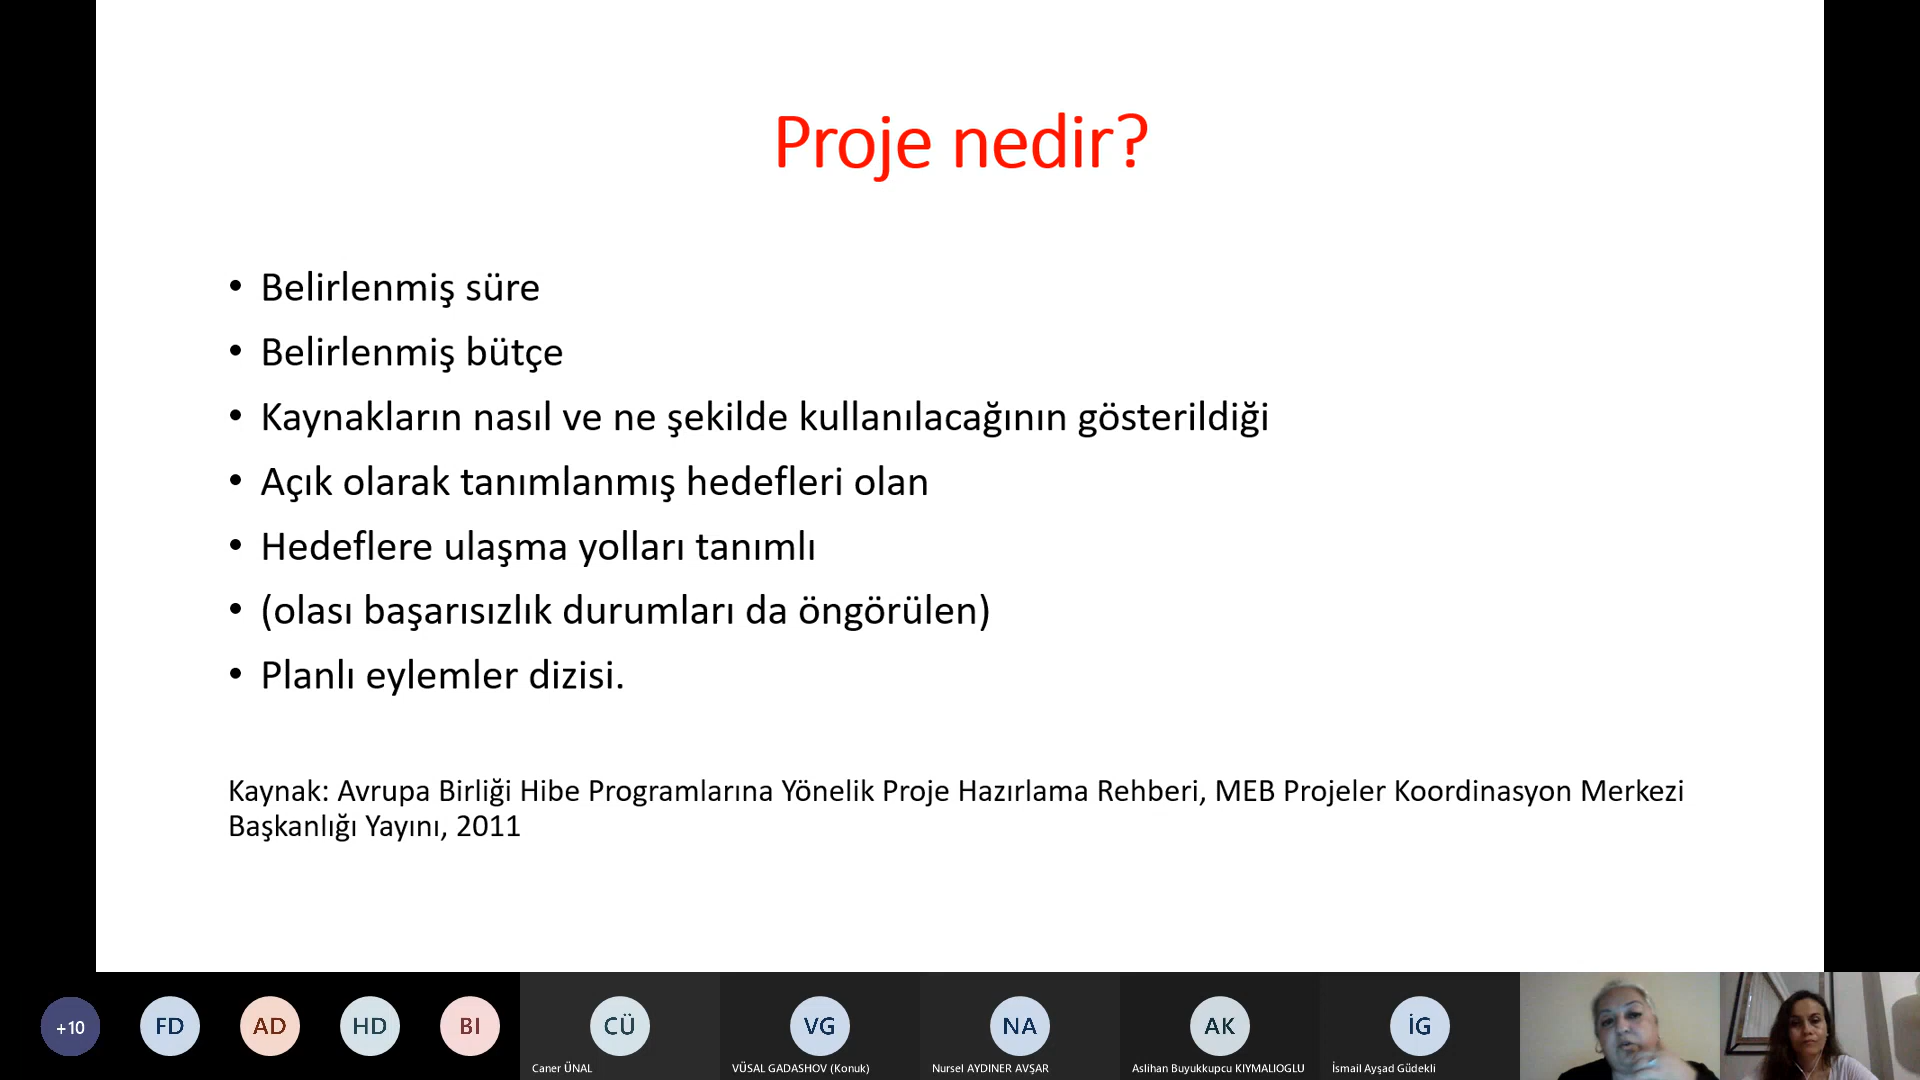 Proje nedir?
• Belirlenmiş süre
• Belirlenmiş bütçe
• Kaynakların nasıl ve ne şekilde kullanılacağının gösterildiği
• Açık olarak tanımlanmış hedefleri olan
• Hedeflere ulaşma yolları tanımlı
• (olası başarısızlık durumları da öngörülen)
• Planlı eylemler dizisi.
Kaynak: Avrupa Birliği Hibe Programlarına Yönelik Proje Hazırlama Rehberi, MEB Projeler Koordinasyon Merkezi
Başkanlığı Yayını, 2011
+10
FD
AD
HD
BI
CÜ
VG
NA
AK
İG
Caner ÜNAL
VÜSAL GADASHOV (Konuk)
Nursel AYDINER AVŞAR
Aslihan Buyukkupcu KIYMALIOGLU
İsmail Ayşad Güdekli